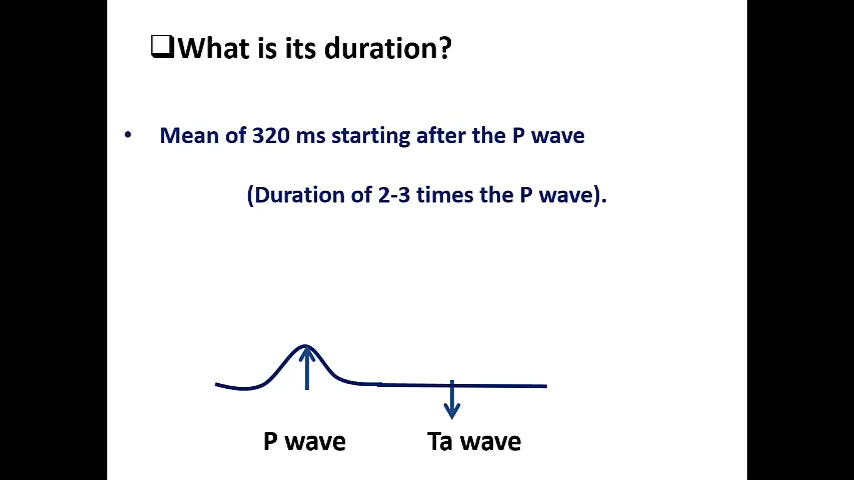 ❑What is its duration?
• Mean of 320 ms starting after the P wave
(Duration of 2-3 times the P wave).
P wave Ta wave